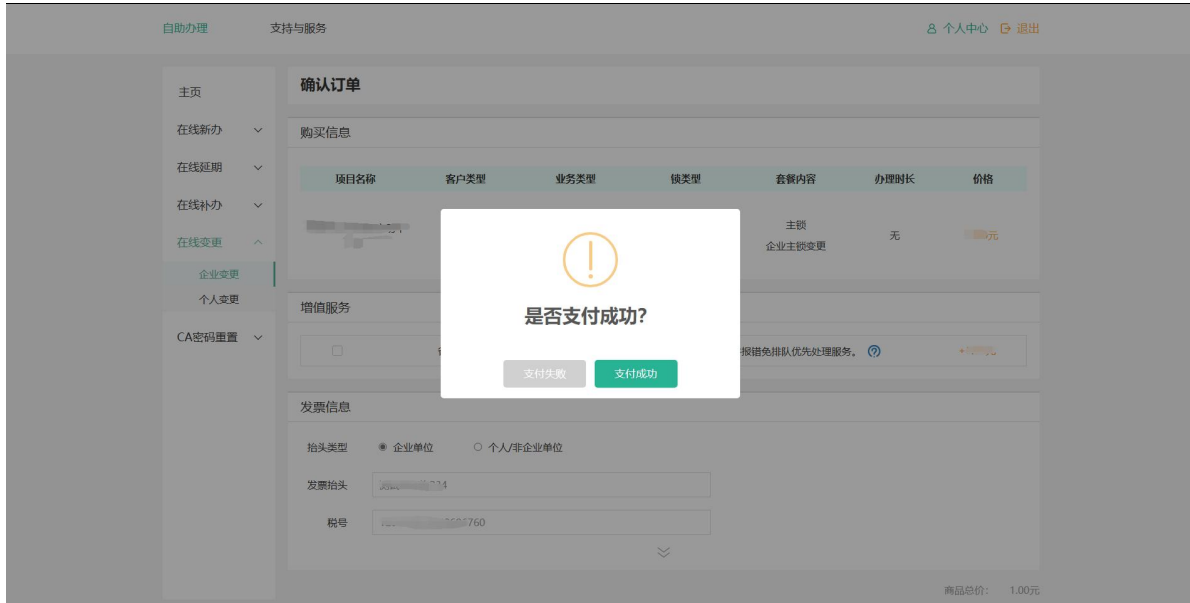 自助办理 支持与服务 个人中心 退出
主页
在线新办
在线延期
在线补办
在线变更
企业变更
个人变更
CA密码重置
确认订单
购买信息
项目名称 客户类型 业务类型 锁类型 套餐内容 办理时长 价格
主锁
企业主锁变更
无
元
增值服务
报错免排队优先处理服务。
是否支付成功?
支付失败 支付成功
发票信息
抬头类型 企业单位 个人/非企业单位
发票抬头
税号 760
商品总价: 1.00元